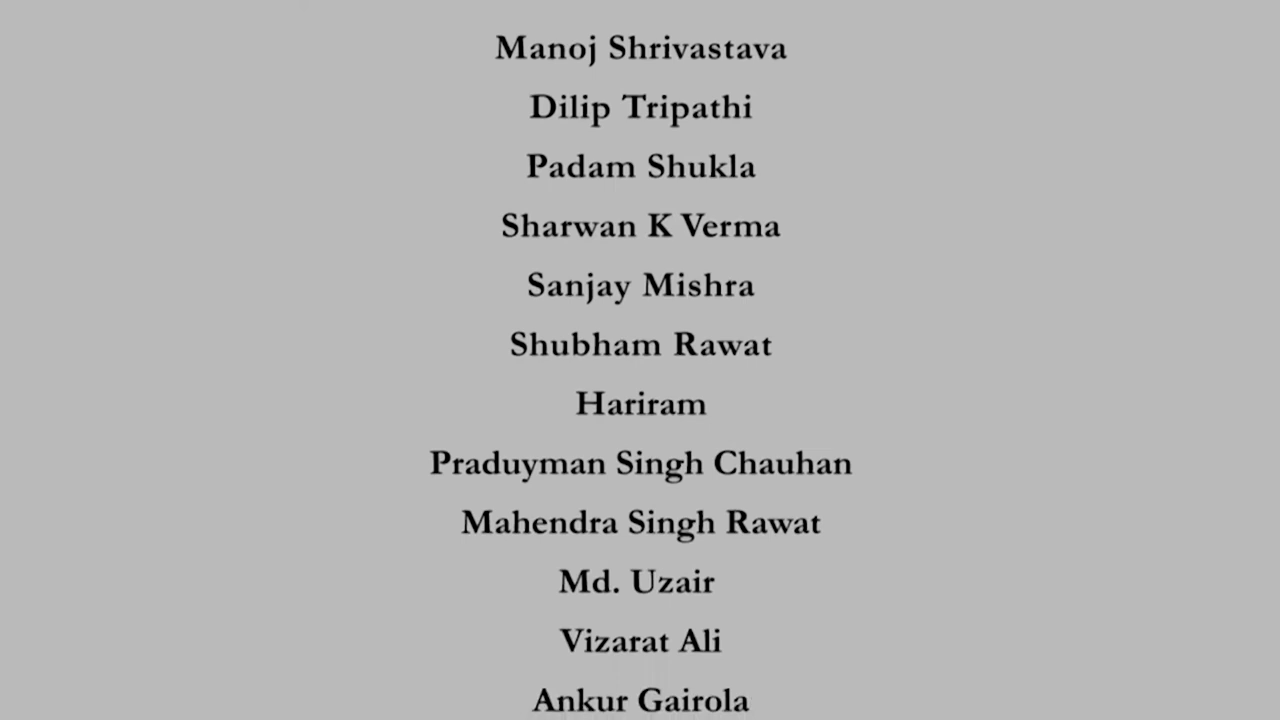 Manoj Shrivastava
Dilip Tripathi
Padam Shukla
Sharwan K Verma
Sanjay Mishra
Shubham Rawat
Hariram
Praduyman Singh Chauhan
Mahendra Singh Rawat
Md. Uzair
Vizarat Ali
Ankur Gairola